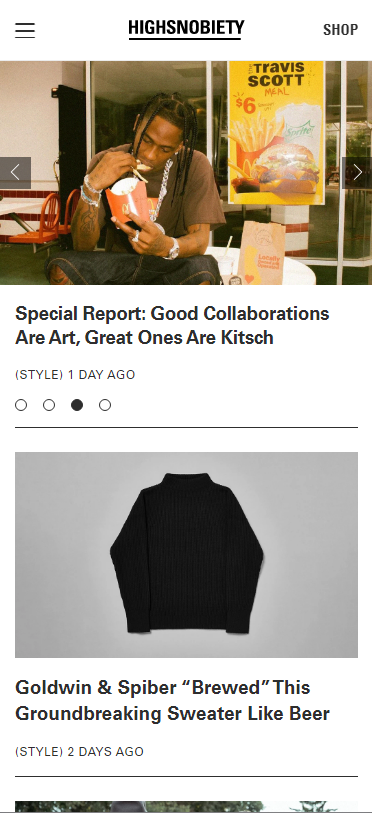 HIGHSNOBIETY
SHOP
TRAVIS
SCOTT
MEAL
$6
Sprite
Special Report: Good Collaborations
Are Art, Great Ones Are Kitsch
(STYLE) 1 DAY AGO
Goldwin & Spiber “Brewed” This
Groundbreaking Sweater Like Beer
(STYLE) 2 DAYS AGO